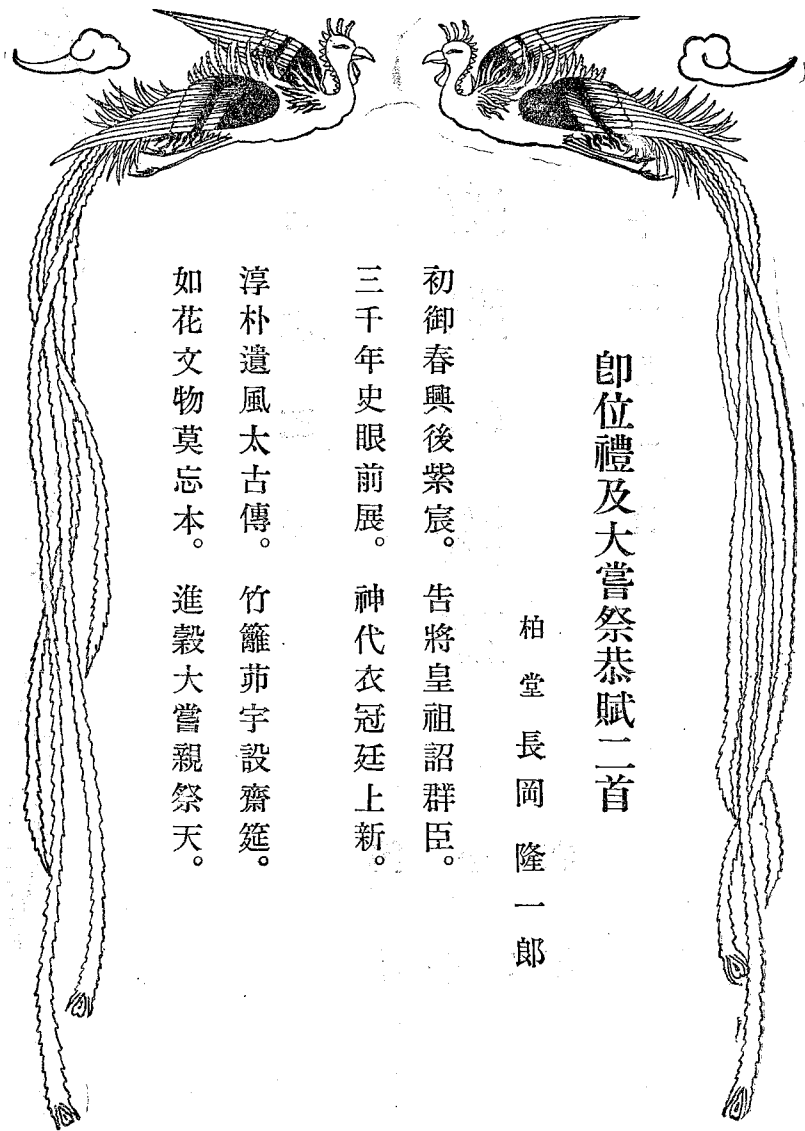 卽位禮及大嘗祭恭賦二首
柏堂 長岡隆一郎
初御春興後紫宸。 告將皇祖詔群臣。
三千年史眼前展。 神代衣冠廷上新。
淳朴遺風太古傳。 竹籬茆宇設齋筵。
如花文物莫忘本。 進穀大嘗親祭天。